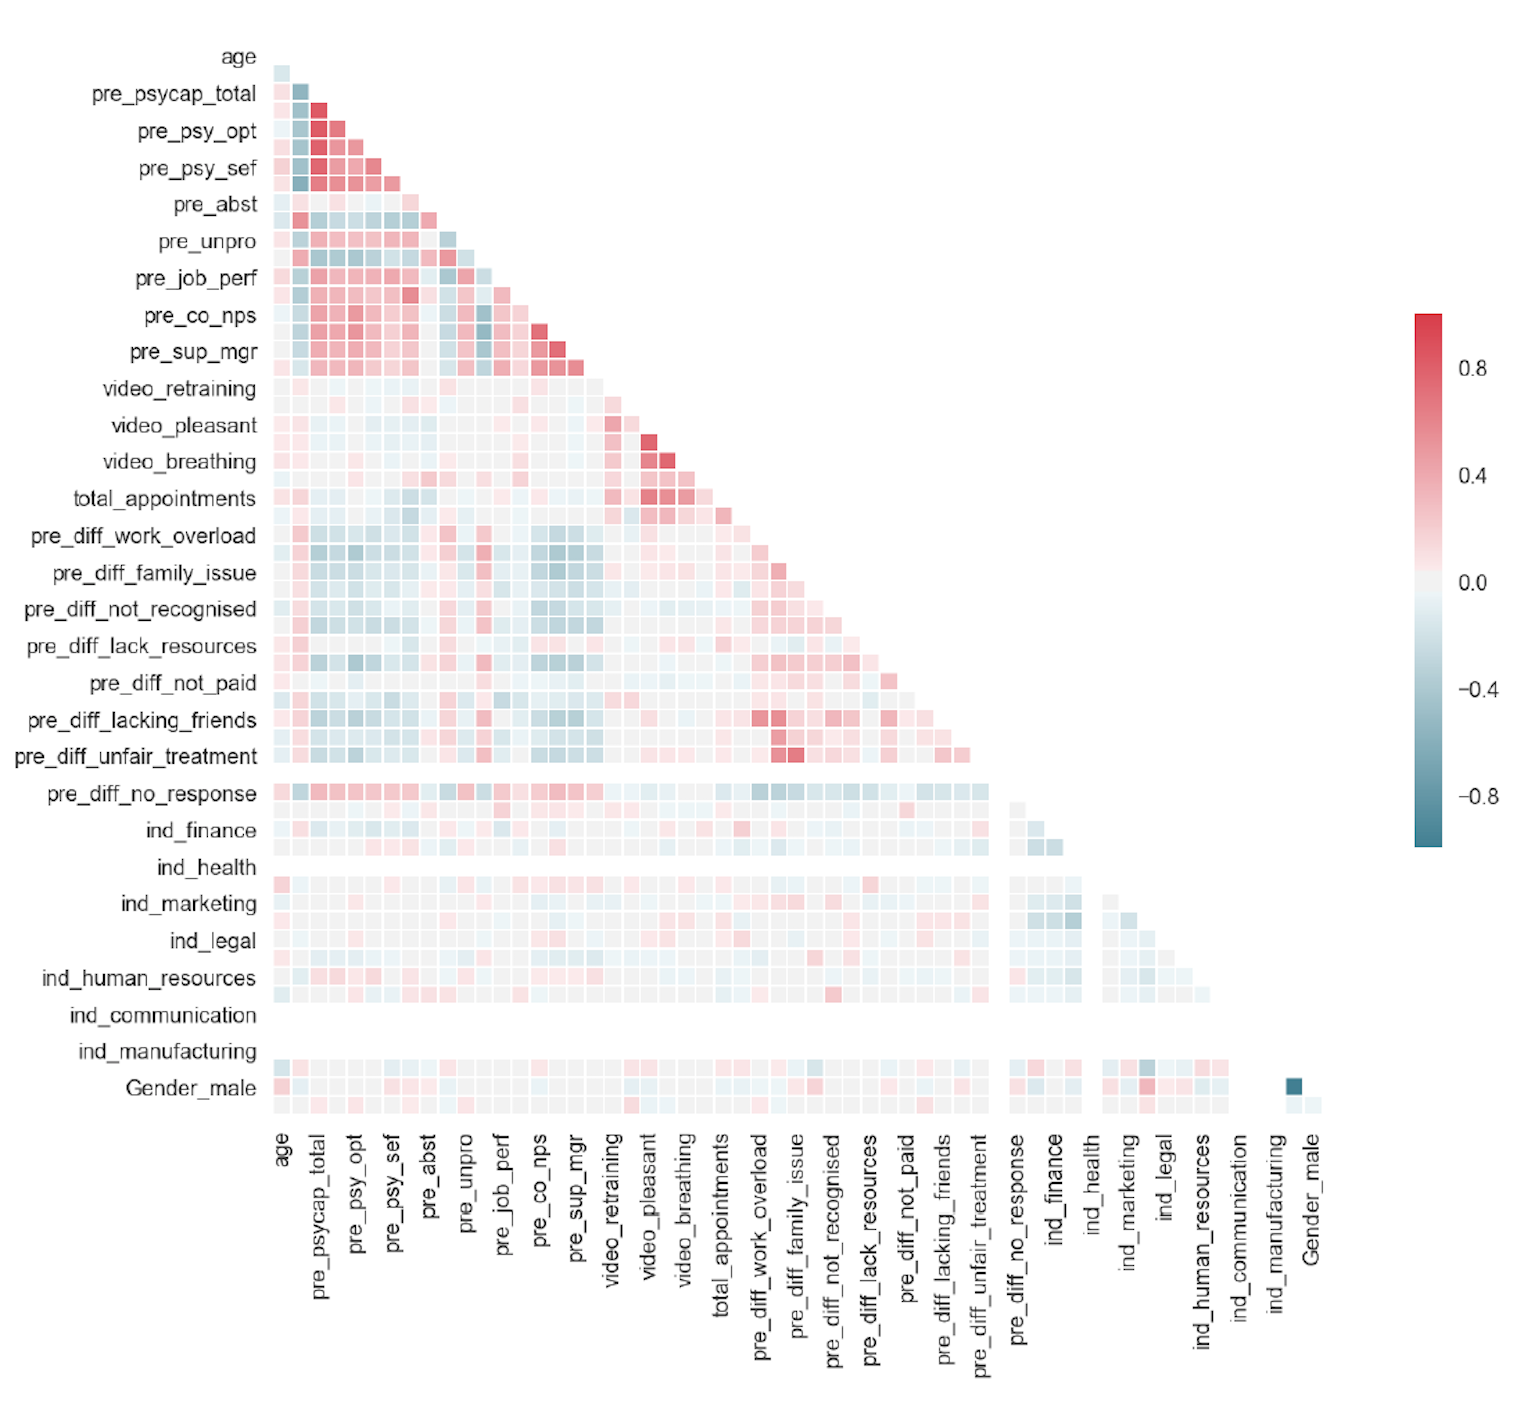 age
pre_psycap_total
pre_psy_opt
pre_psy_sef
pre_abst
pre_unpro
pre_job_perf
pre_co_nps
pre_sup_mgr
video_retraining
video_pleasant
video_breathing
total_appointments
pre_diff_work_overload
pre_diff_family_issue
pre_diff_not_recognised
pre_diff_lack_resources
pre_diff_not_paid
pre_diff_lacking_friends
pre_diff_unfair_treatment
pre_diff_no_response
ind_finance
ind_health
ind_marketing
ind_legal
ind_human_resources
ind_communication
ind_manufacturing
Gender_male
0.8
0.4
0.0
−0.4
−0.8
age
pre_psycap_total
pre_psy_opt
pre_psy_sef
pre_abst
pre_unpro
pre_job_perf
pre_co_nps
pre_sup_mgr
video_retraining
video_pleasant
video_breathing
total_appointments
pre_diff_work_overload
pre_diff_family_issue
pre_diff_not_recognised
pre_diff_lack_resources
pre_diff_not_paid
pre_diff_lacking_friends
pre_diff_unfair_treatment
pre_diff_no_response
ind_finance
ind_health
ind_marketing
ind_legal
ind_human_resources
ind_communication
ind_manufacturing
Gender_male